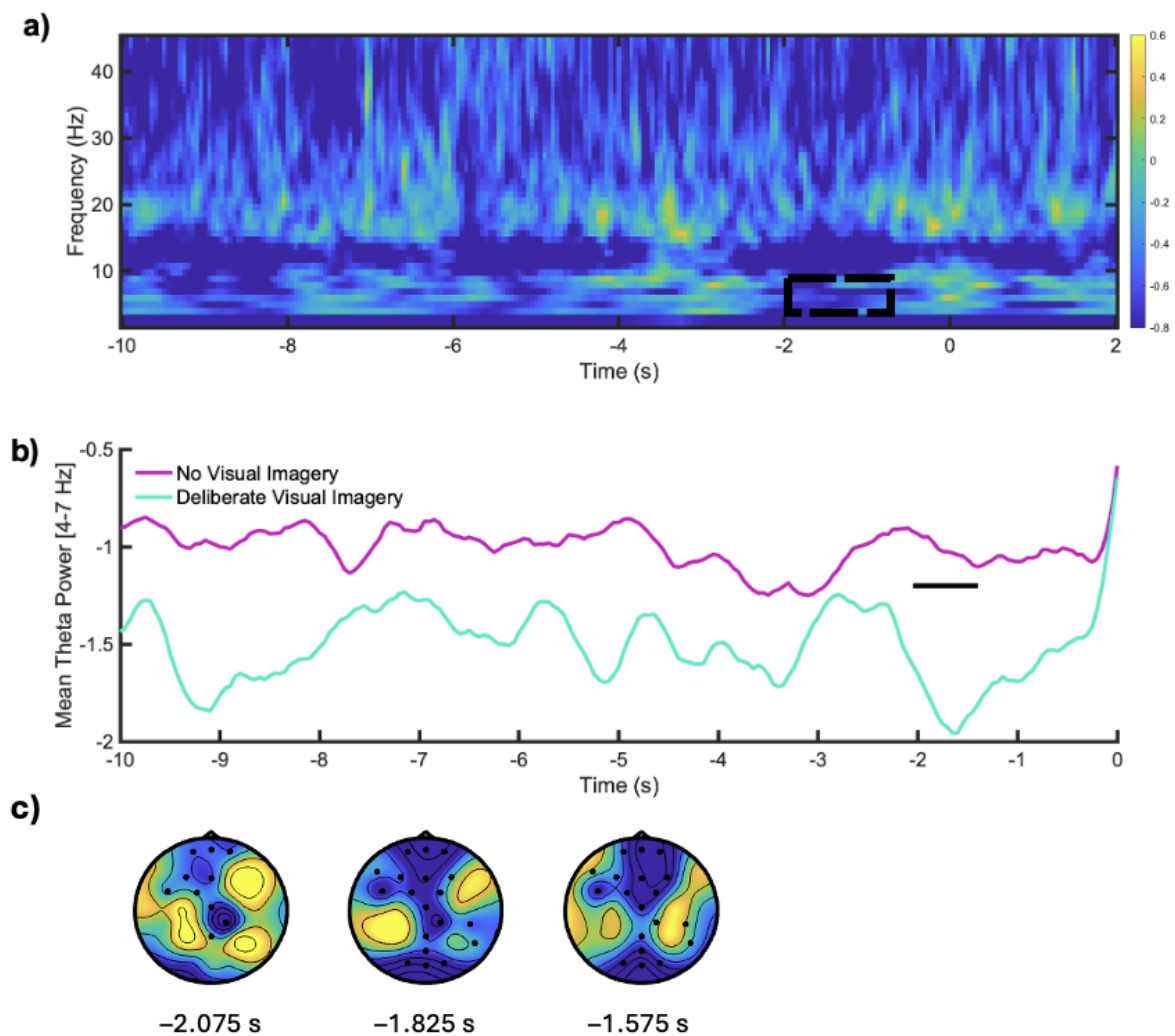 a)
40
30
20
10
Frequency (Hz)
-10 -8 -6 -4 -2 0 2
Time (s)
0.6
0.4
0.2
0
-0.2
-0.4
-0.6
-0.8
b)
-0.5
-1
-1.5
-2
Mean Theta Power [4-7 Hz]
No Visual Imagery
Deliberate Visual Imagery
-10 -9 -8 -7 -6 -5 -4 -3 -2 -1 0
Time (s)
c)
−2.075 s −1.825 s −1.575 s